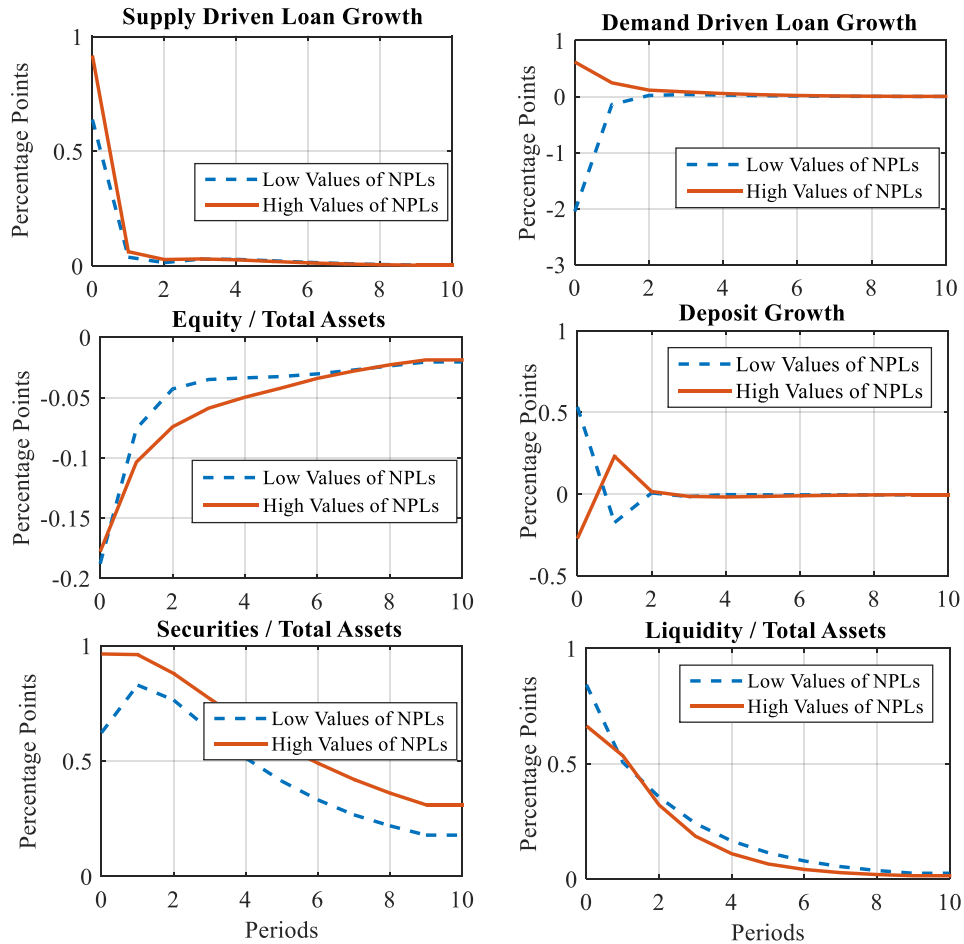 Supply Driven Loan Growth
Percentage Points
1
0.5
0
0 2 4 6 8 10
Low Values of NPLs
High Values of NPLs
Demand Driven Loan Growth
Percentage Points
1
0
-1
-2
-3
0 2 4 6 8 10
Low Values of NPLs
High Values of NPLs
Equity / Total Assets
Percentage Points
0
-0.05
-0.1
-0.15
-0.2
0 2 4 6 8 10
Low Values of NPLs
High Values of NPLs
Deposit Growth
Percentage Points
1
0.5
0
-0.5
0 2 4 6 8 10
Low Values of NPLs
High Values of NPLs
Securities / Total Assets
Percentage Points
1
0.5
0
0 2 4 6 8 10
Low Values of NPLs
High Values of NPLs
Periods
Liquidity / Total Assets
Percentage Points
1
0.5
0
0 2 4 6 8 10
Low Values of NPLs
High Values of NPLs
Periods